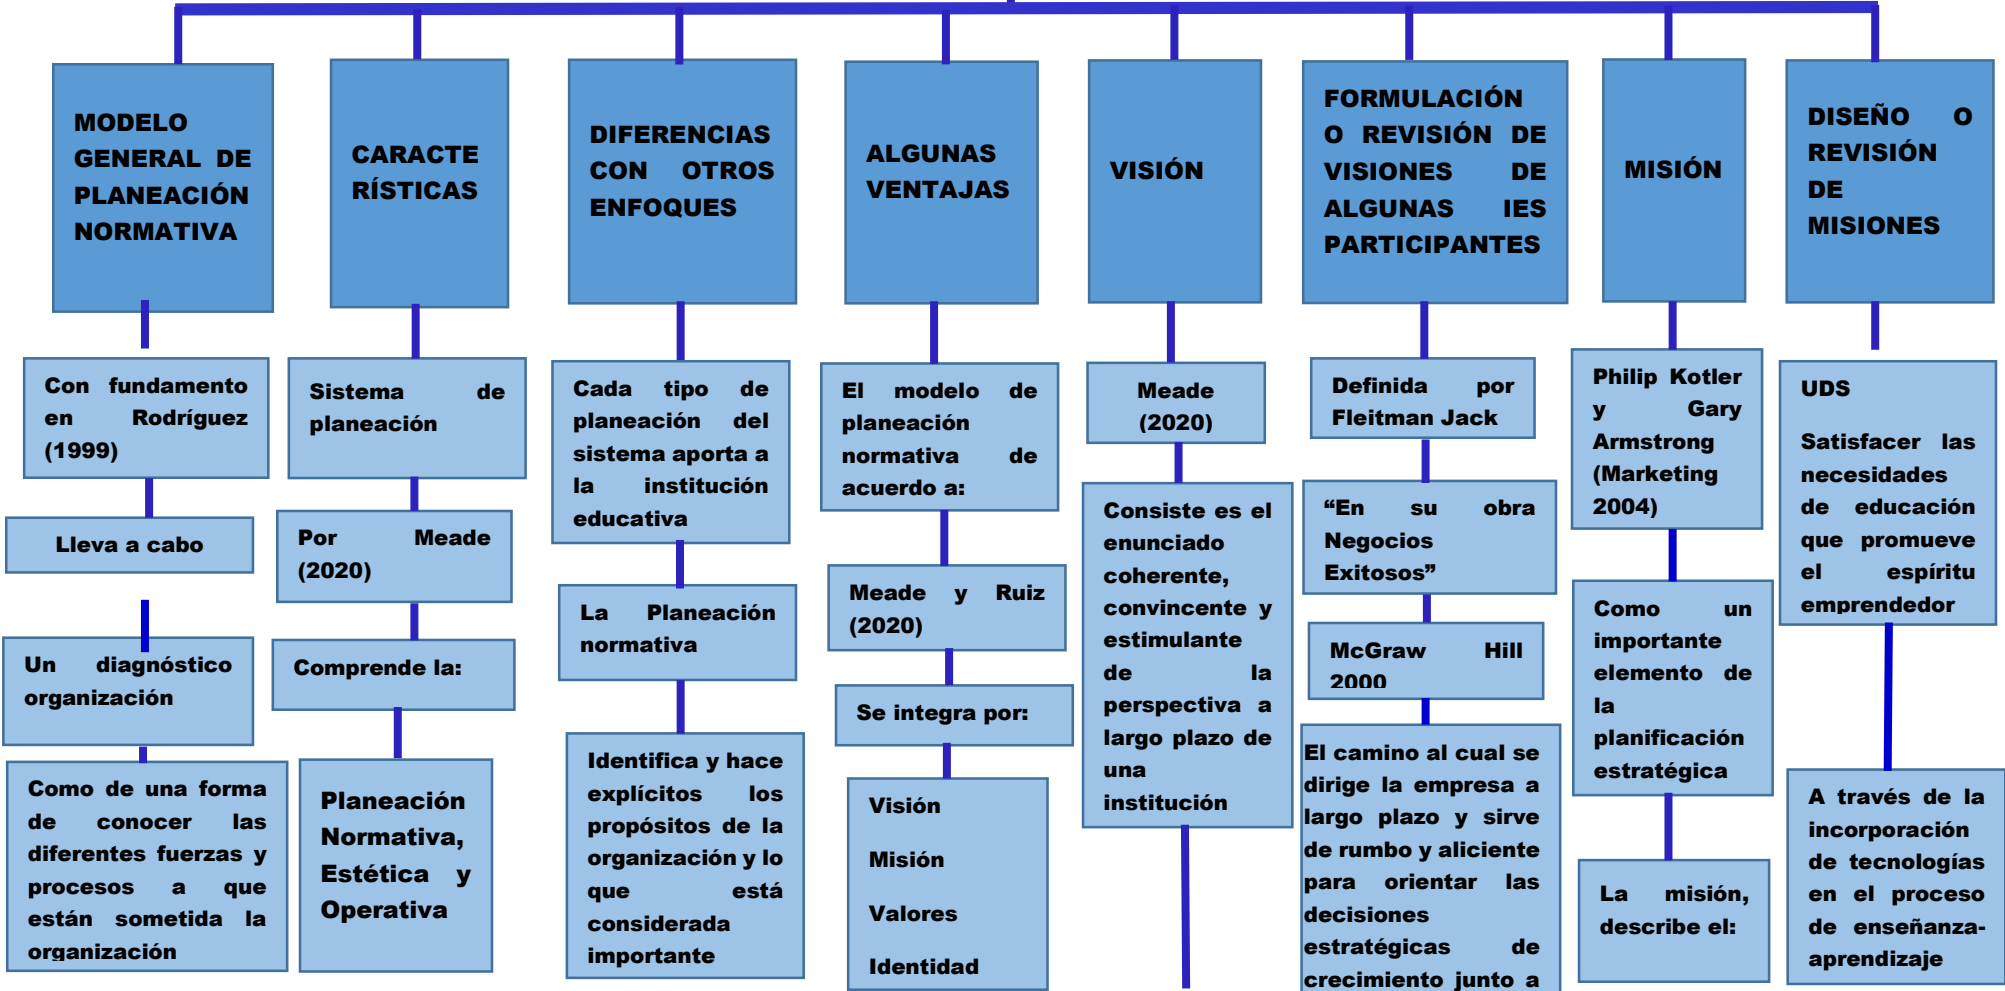 MODELO
GENERAL DE
PLANEACIÓN
NORMATIVA
Con fundamento
en Rodríguez
(1999)
Lleva a cabo
Un diagnóstico
organización
Como de una forma
de conocer las
diferentes fuerzas y
procesos a que
están sometida la
organización
CARACTE
RÍSTICAS
Sistema de
planeación
Por Meade
(2020)
Comprende la:
Planeación
Normativa,
Estética y
Operativa
DIFERENCIAS
CON OTROS
ENFOQUES
Cada tipo de
planeación del
sistema aporta a
la institución
educativa
La Planeación
normativa
Identifica y hace
explícitos los
propósitos de la
organización y lo
que está
considerada
importante
ALGUNAS
VENTAJAS
El modelo de
planeación
normativa de
acuerdo a:
Meade y Ruiz
(2020)
Se integra por:
Visión
Misión
Valores
Identidad
VISIÓN
Meade
(2020)
Consiste es el
enunciado
coherente,
convincente y
estimulante
de la
perspectiva a
largo plazo de
una
institución
FORMULACIÓN
O REVISIÓN DE
VISIONES DE
ALGUNAS IES
PARTICIPANTES
Definida por
Fleitman Jack
“En su obra
Negocios
Exitosos”
McGraw Hill
2000
El camino al cual se
dirige la empresa a
largo plazo y sirve
de rumbo y aliciente
para orientar las
decisiones
estratégicas de
crecimiento junto a
MISIÓN
Philip Kotler
y Gary
Armstrong
(Marketing
2004)
Como un
importante
elemento de
la
planificación
estratégica
La misión,
describe el:
DISEÑO O
REVISIÓN
DE
MISIONES
UDS
Satisfacer las
necesidades
de educación
que promueve
el espíritu
emprendedor
A través de la
incorporación
de tecnologías
en el proceso
de enseñanza-
aprendizaje